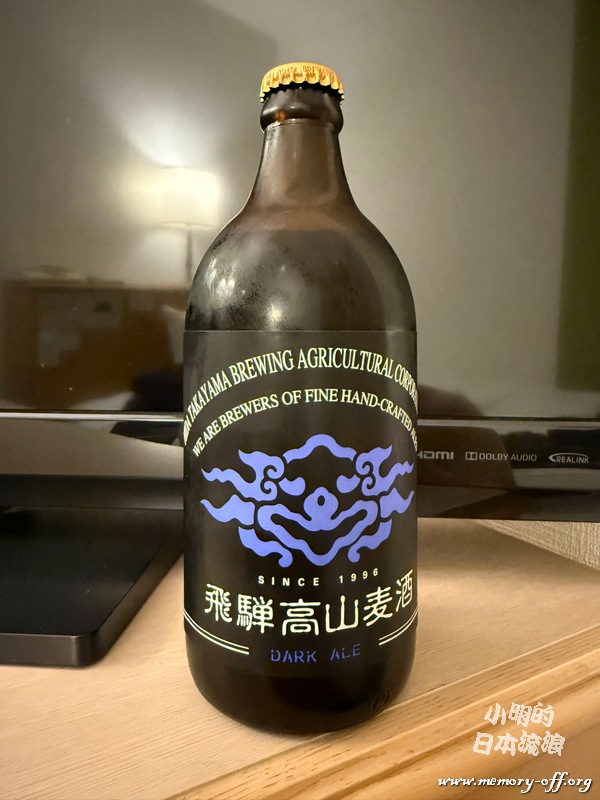 TAKAYAMA BREWING AGRICULTURAL
WE ARE BREWERS OF FINE HAND-CRAFTED
HDMI DOLBY AUDIO REALINK
SINCE 1996
飛騨高山麦酒
DARK ALE
小明的
日本流浪
www.memory-off.org